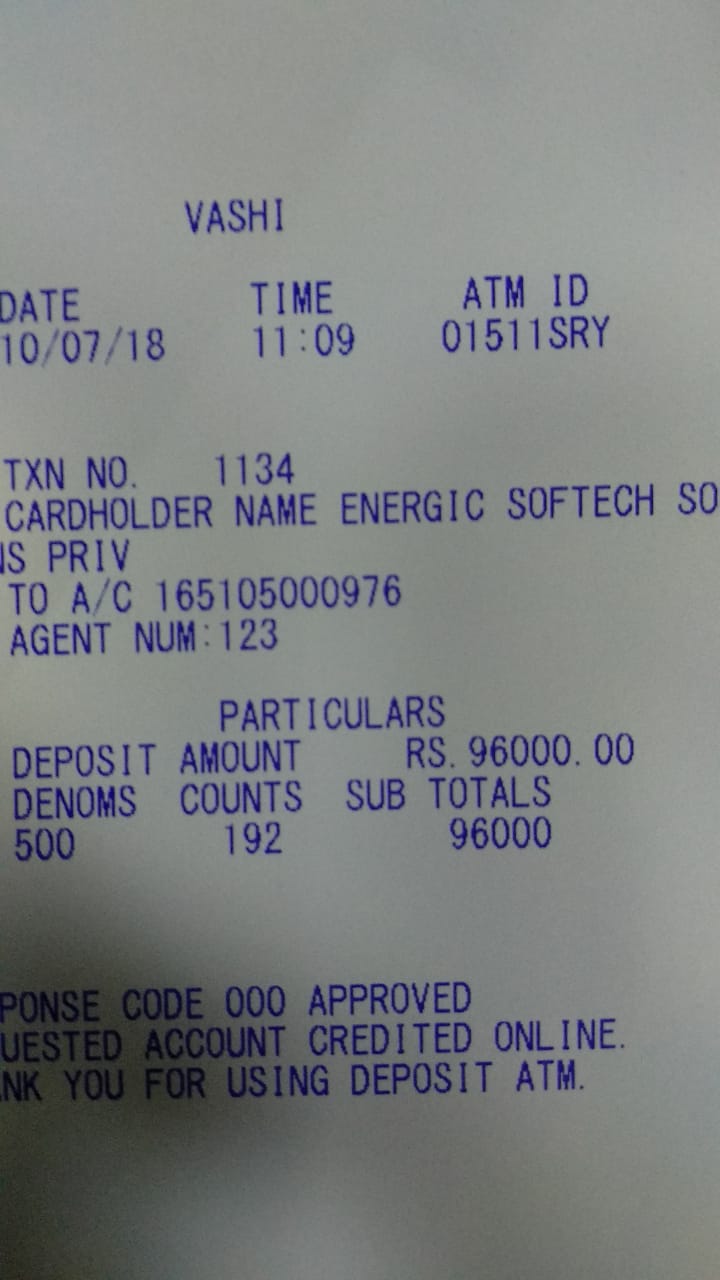 VASHI
DATE TIME ATM ID
10/07/18 11:09 01511SRY
TXN NO. 1134
CARDHOLDER NAME ENERGIC SOFTECH SO
NS PRIV
TO A/C 165105000976
AGENT NUM:123
PARTICULARS
DEPOSIT AMOUNT RS. 96000.00
DENOMS COUNTS SUB TOTALS
500 192 96000
PONSE CODE 000 APPROVED
UESTED ACCOUNT CREDITED ONLINE.
NK YOU FOR USING DEPOSIT ATM.